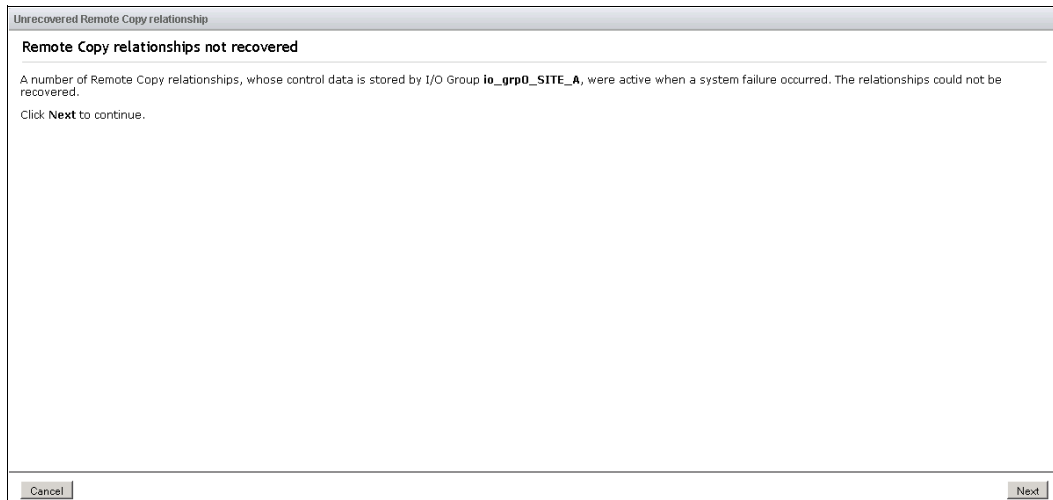 Unrecovered Remote Copy relationship
Remote Copy relationships not recovered
A number of Remote Copy relationships, whose control data is stored by I/O Group io_grp0_SITE_A, were active when a system failure occurred. The relationships could not be
recovered.
Click Next to continue.
Cancel
Next